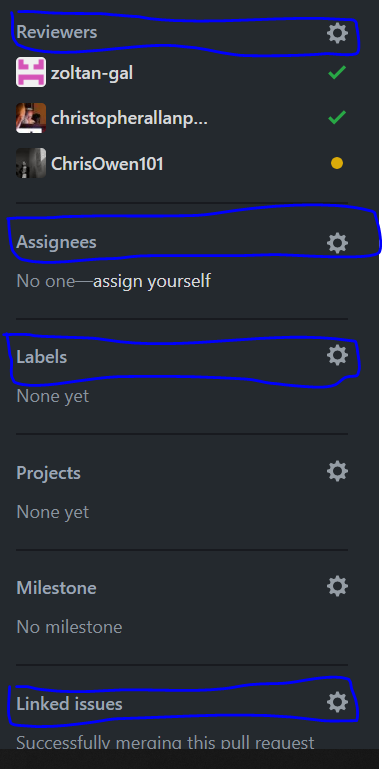 Reviewers
zoltan-gal
christopherallanp...
ChrisOwen101
Assignees
No one—assign yourself
Labels
None yet
Projects
None yet
Milestone
No milestone
Linked issues
Successfully merging this pull request